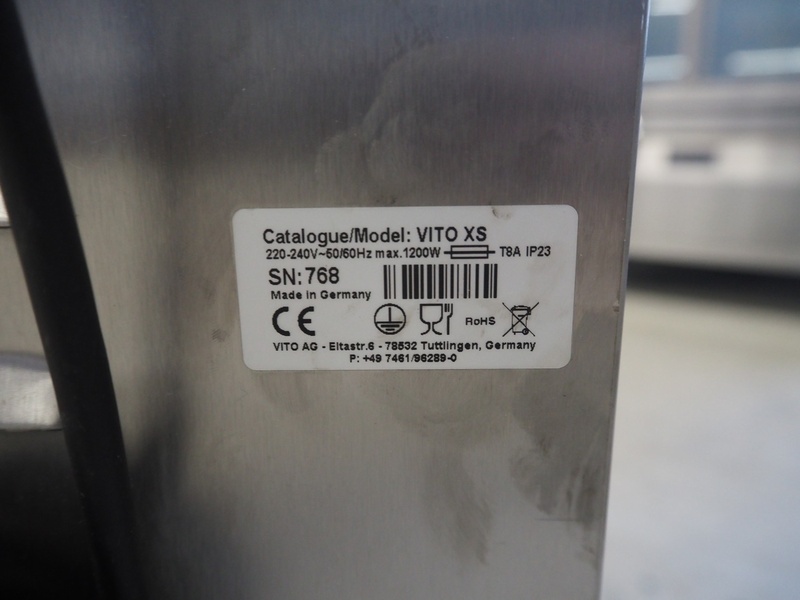 Catalogue/Model: VITO XS
220-240V~50/60Hz max.1200W T8A IP23
SN: 768
Made in Germany
CE RoHS
VITO AG - Eltastr.6 - 78532 Tuttlingen, Germany
P: +49 7461/96289-0